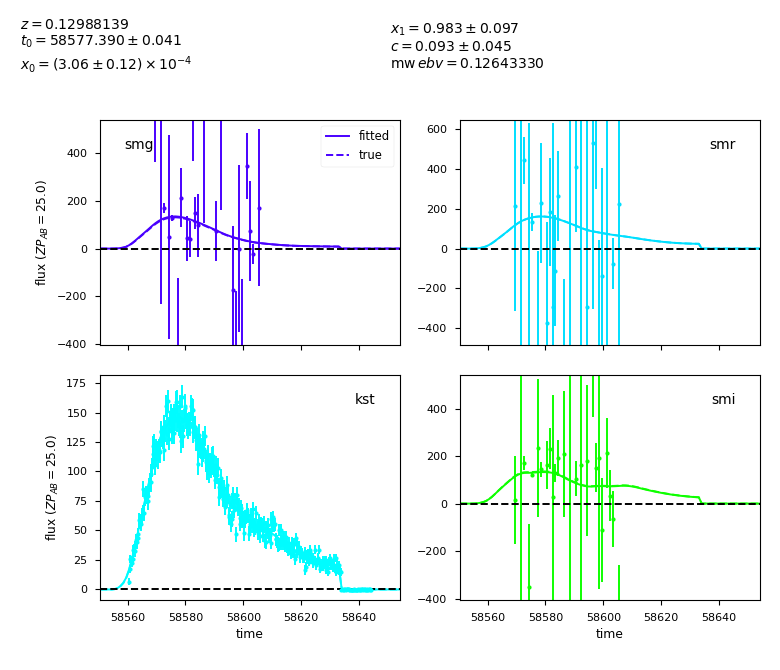 z = 0.12988139
t₀ = 58577.390 ± 0.041
x₀ = (3.06 ± 0.12) × 10⁻⁴
x₁ = 0.983 ± 0.097
c = 0.093 ± 0.045
mwebv = 0.12643330
smg
fitted
true
400
200
0
−200
−400
flux (ZP_AB = 25.0)
smr
600
400
200
0
−200
−400
kst
175
150
125
100
75
50
25
0
flux (ZP_AB = 25.0)
58560 58580 58600 58620 58640
time
smi
400
200
0
−200
−400
58560 58580 58600 58620 58640
time